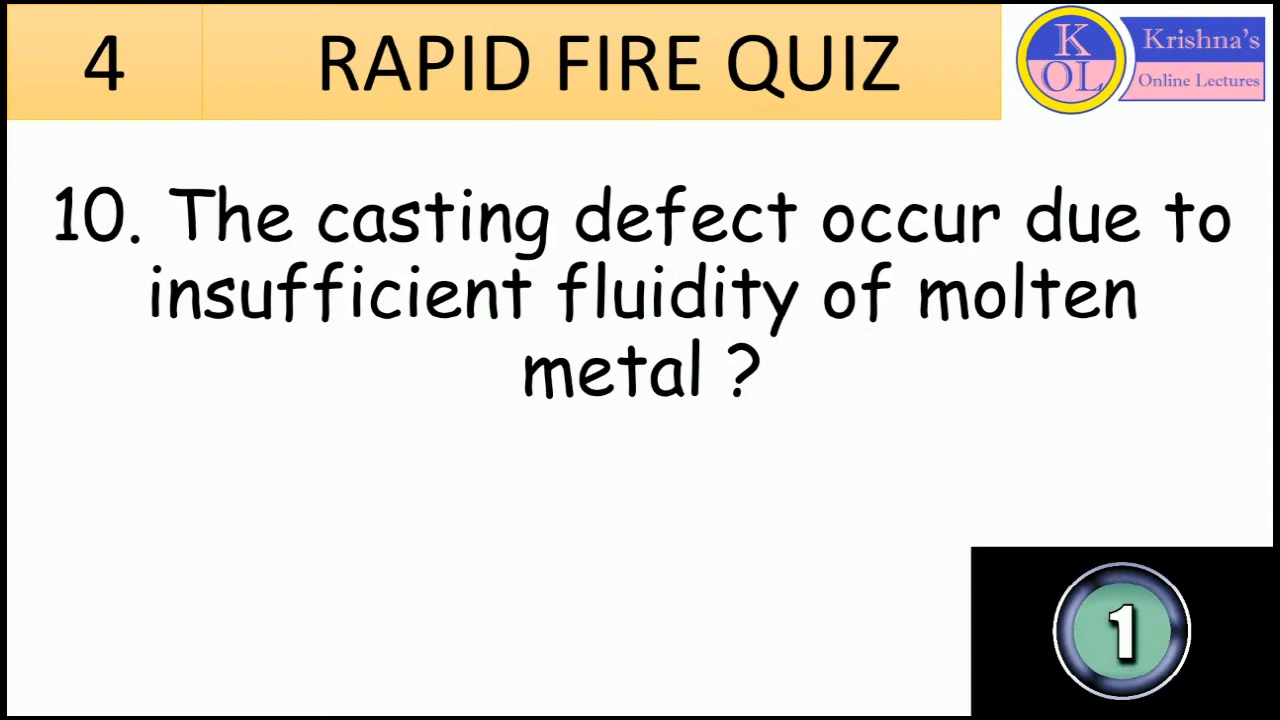 4 RAPID FIRE QUIZ
K
OL
Krishna's
Online Lectures
10. The casting defect occur due to
insufficient fluidity of molten
metal ?
1